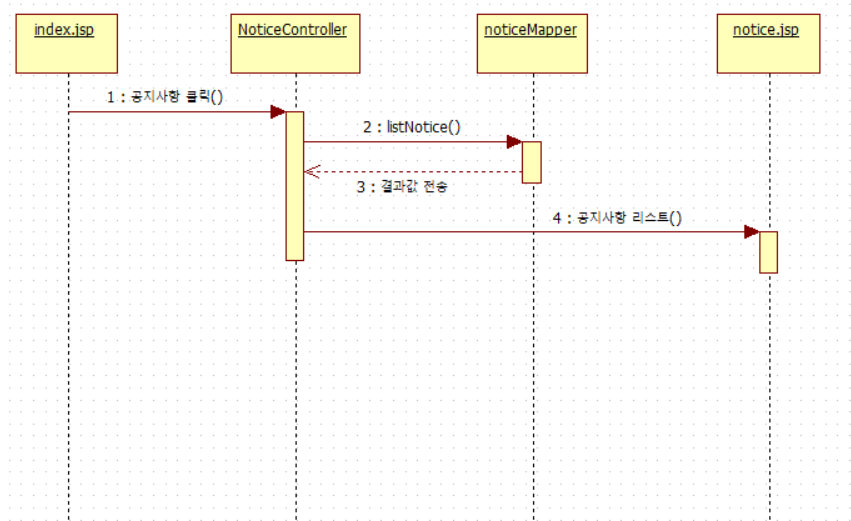 index.jsp
NoticeController
noticeMapper
notice.jsp
1 : 공지사항 클릭()
2 : listNotice()
3 : 결과값 전송
4 : 공지사항 리스트()